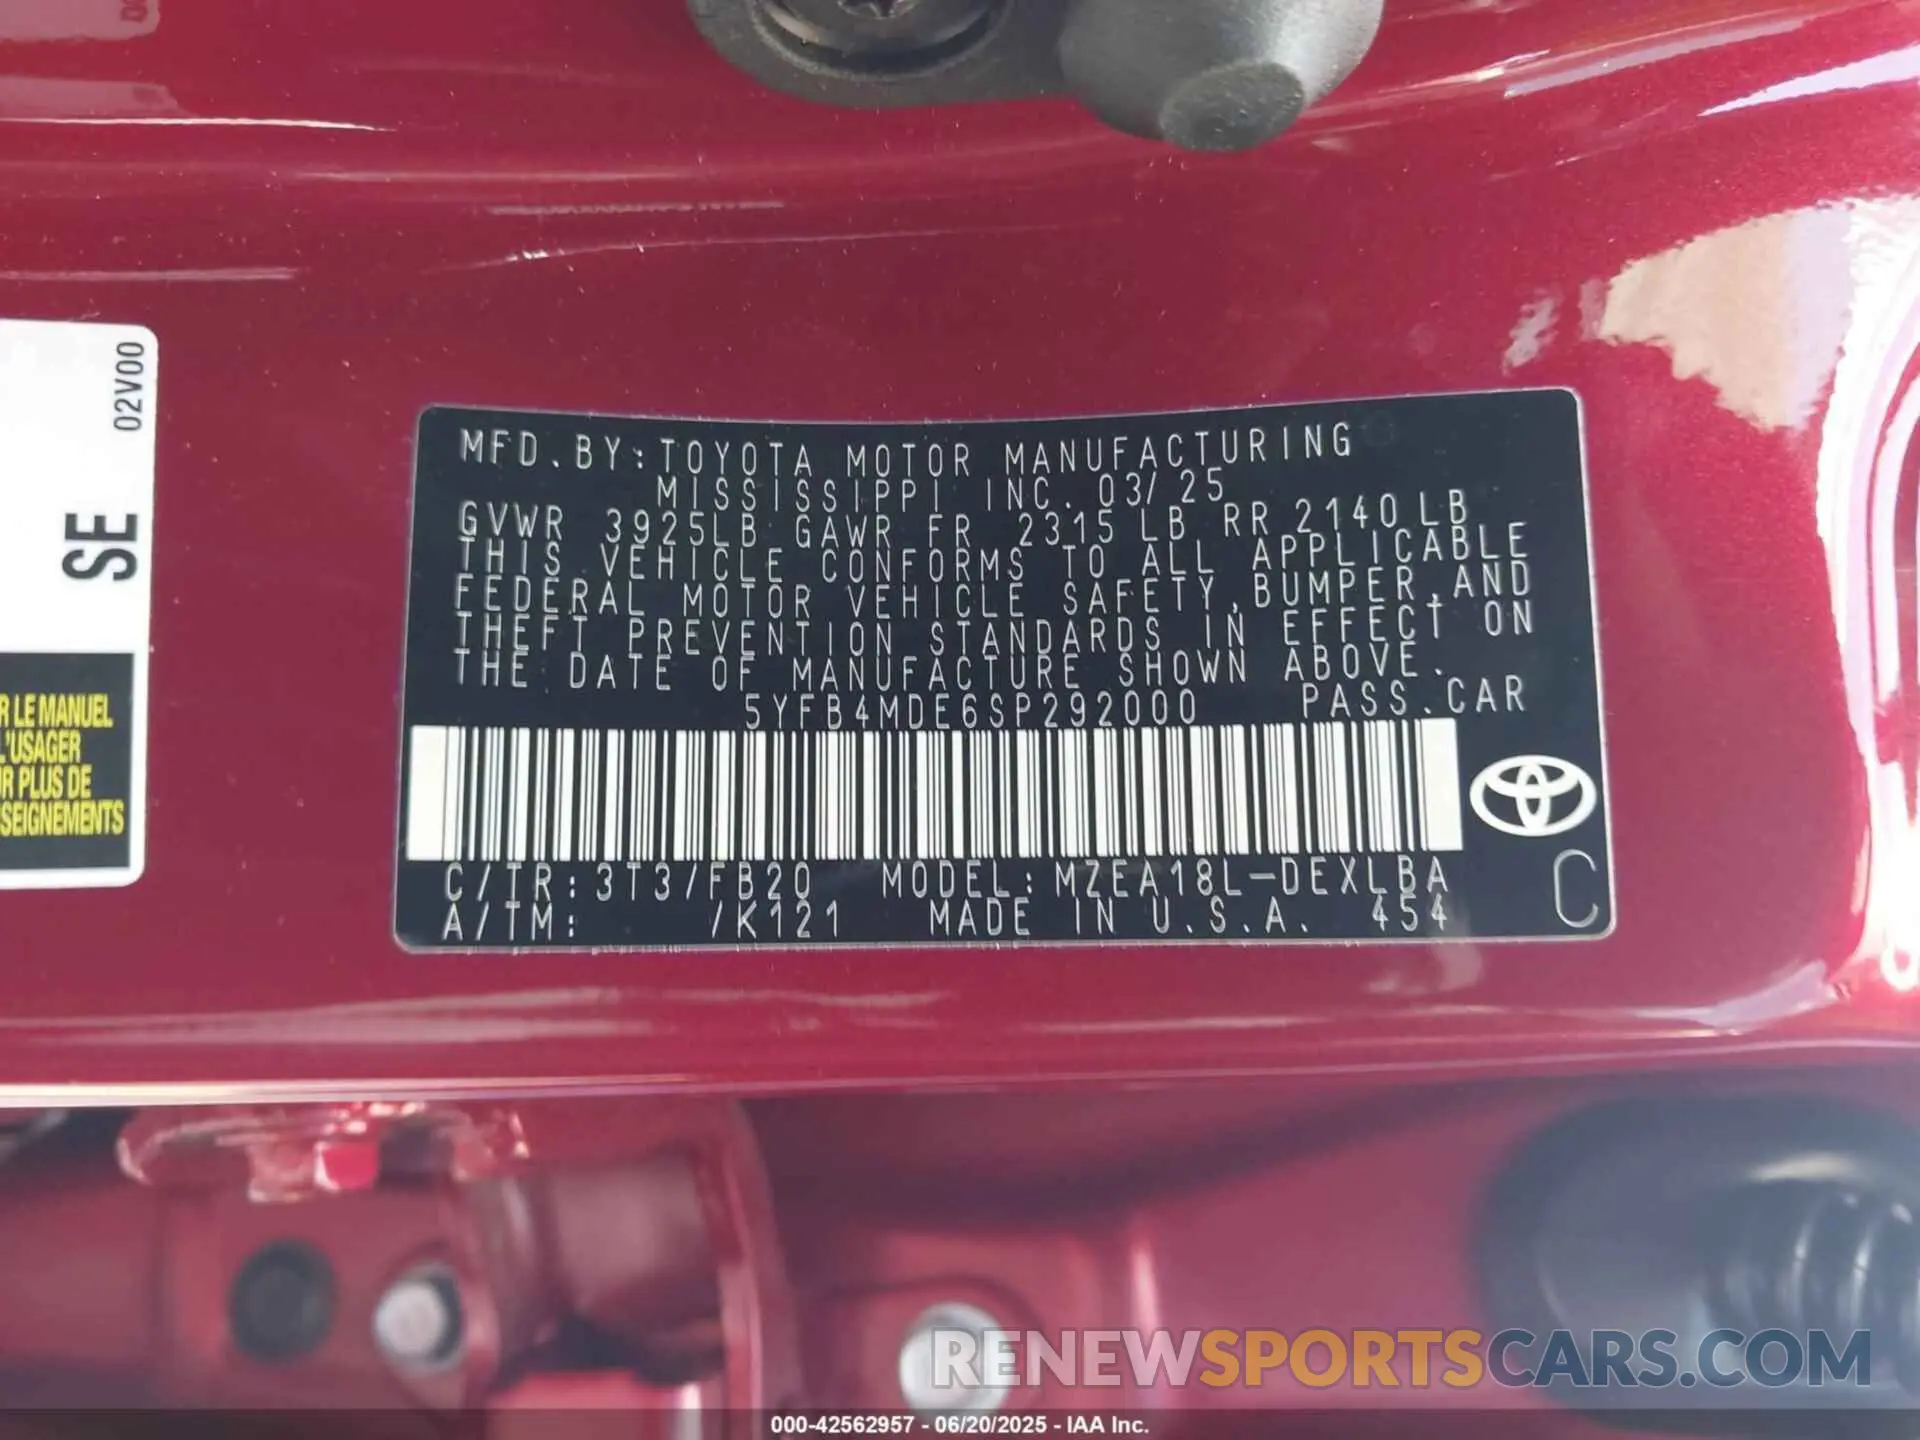 02V00
SE
R LE MANUEL
L'USAGER
R PLUS DE
SEIGNEMENTS
MFD.BY:TOYOTA MOTOR MANUFACTURING
MISSISSIPPI INC. 03/25
GVWR 3925LB GAWR FR 2315 LB RR 2140LB
THIS VEHICLE CONFORMS TO ALL APPLICABLE
FEDERAL MOTOR VEHICLE SAFETY,BUMPER,AND
THEFT PREVENTION STANDARDS IN EFFECT ON
THE DATE OF MANUFACTURE SHOWN ABOVE.
5YFB4MDE6SP292000 PASS.CAR
C/TR:3T3/FB20 MODEL:MZEA18L-DEXLBA
A/TM: /K121 MADE IN U.S.A. 454
C
RENEWSPORTSCARS.COM
000-42562957 - 06/20/2025 - IAA Inc.